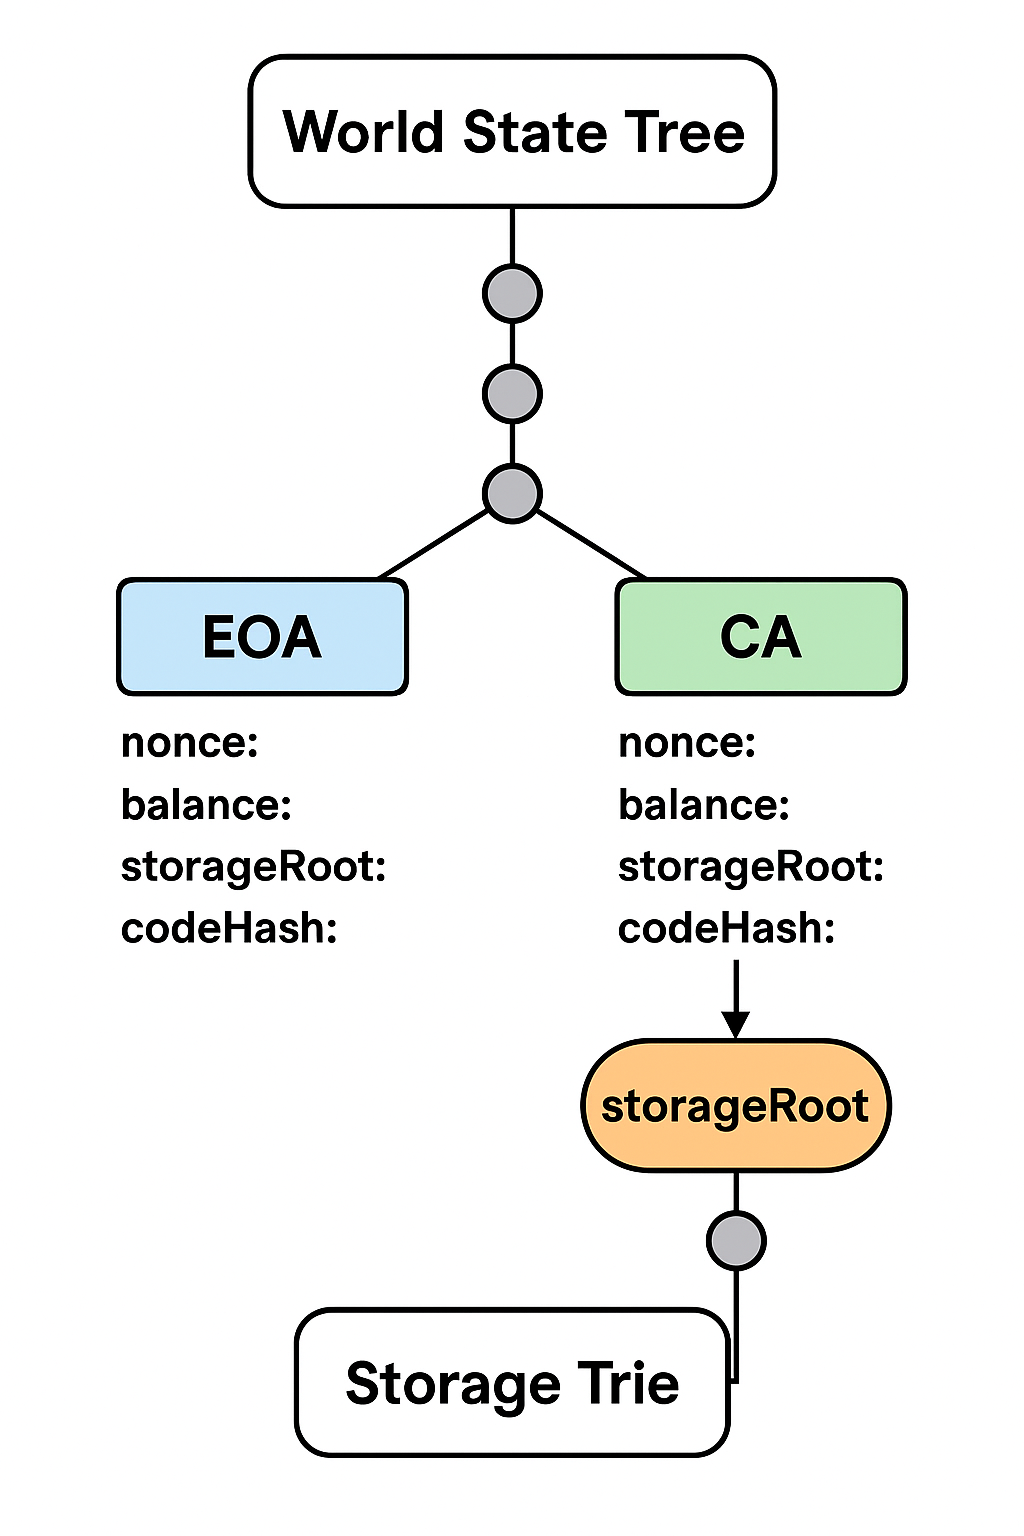 World State Tree
EOA
nonce:
balance:
storageRoot:
codeHash:
CA
nonce:
balance:
storageRoot:
codeHash:
storageRoot
Storage Trie